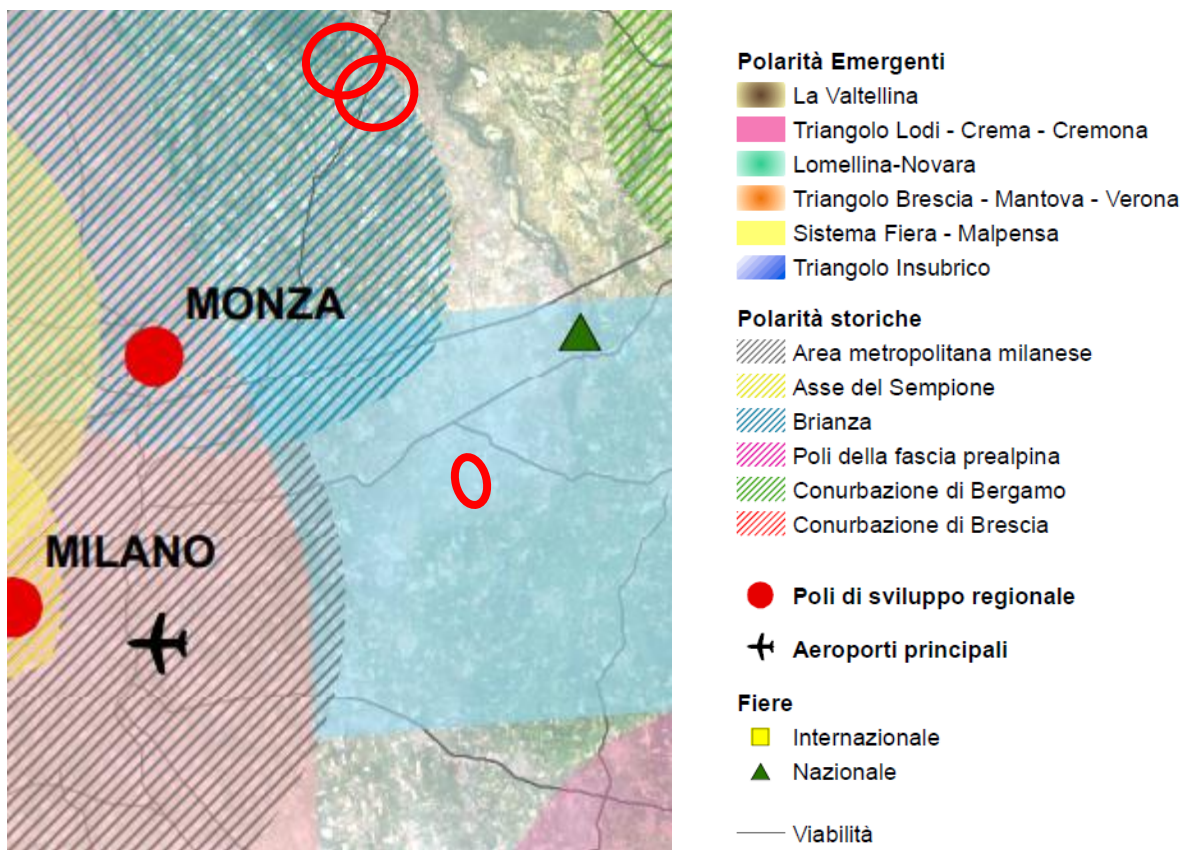 MONZA
MILANO
Polarità Emergenti
La Valtellina
Triangolo Lodi - Crema - Cremona
Lomellina-Novara
Triangolo Brescia - Mantova - Verona
Sistema Fiera - Malpensa
Triangolo Insubrico
Polarità storiche
Area metropolitana milanese
Asse del Sempione
Brianza
Poli della fascia prealpina
Conurbazione di Bergamo
Conurbazione di Brescia
Poli di sviluppo regionale
Aeroporti principali
Fiere
Internazionale
Nazionale
Viabilità